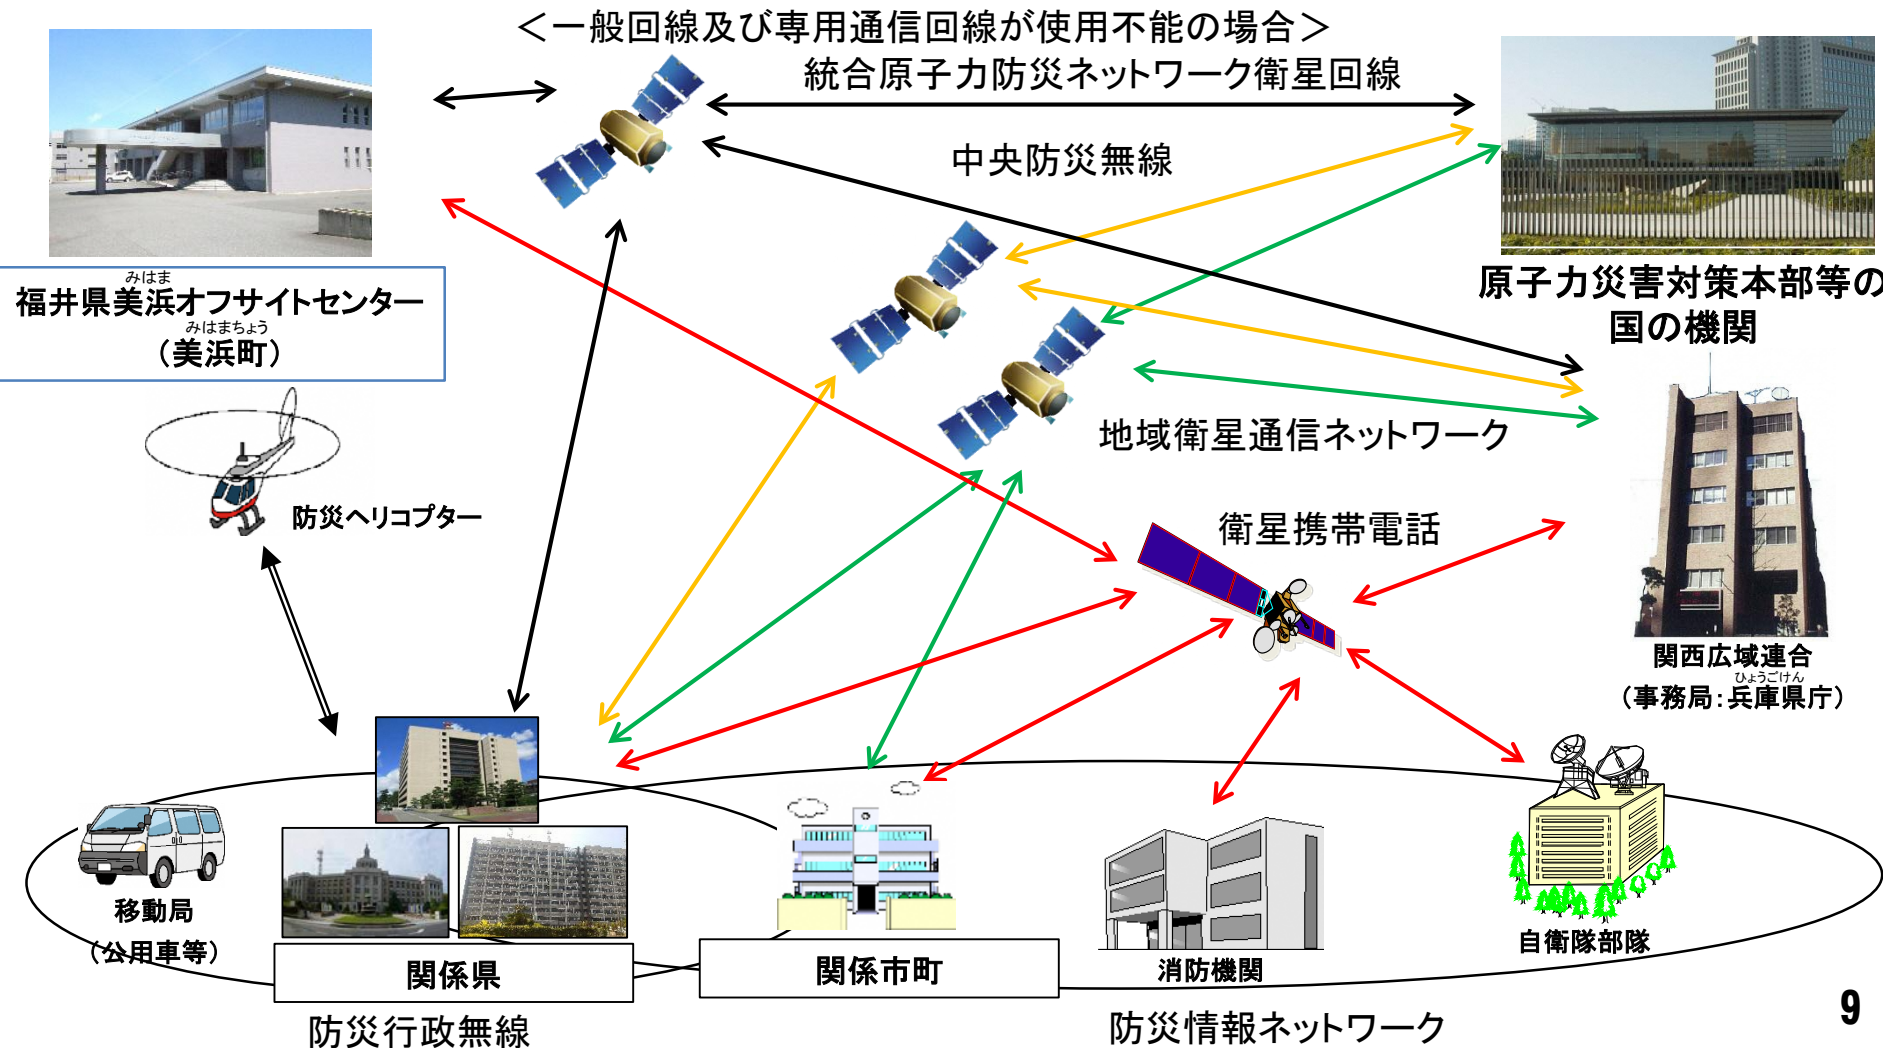 ＜一般回線及び専用通信回線が使用不能の場合＞
統合原子力防災ネットワーク衛星回線
中央防災無線
みはま
福井県美浜オフサイトセンター
みはまちょう
（美浜町）
原子力災害対策本部等の
国の機関
防災ヘリコプター
地域衛星通信ネットワーク
衛星携帯電話
関西広域連合
ひょうごけん
（事務局：兵庫県庁）
移動局
（公用車等）
関係県
関係市町
消防機関
自衛隊部隊
防災行政無線
防災情報ネットワーク
9